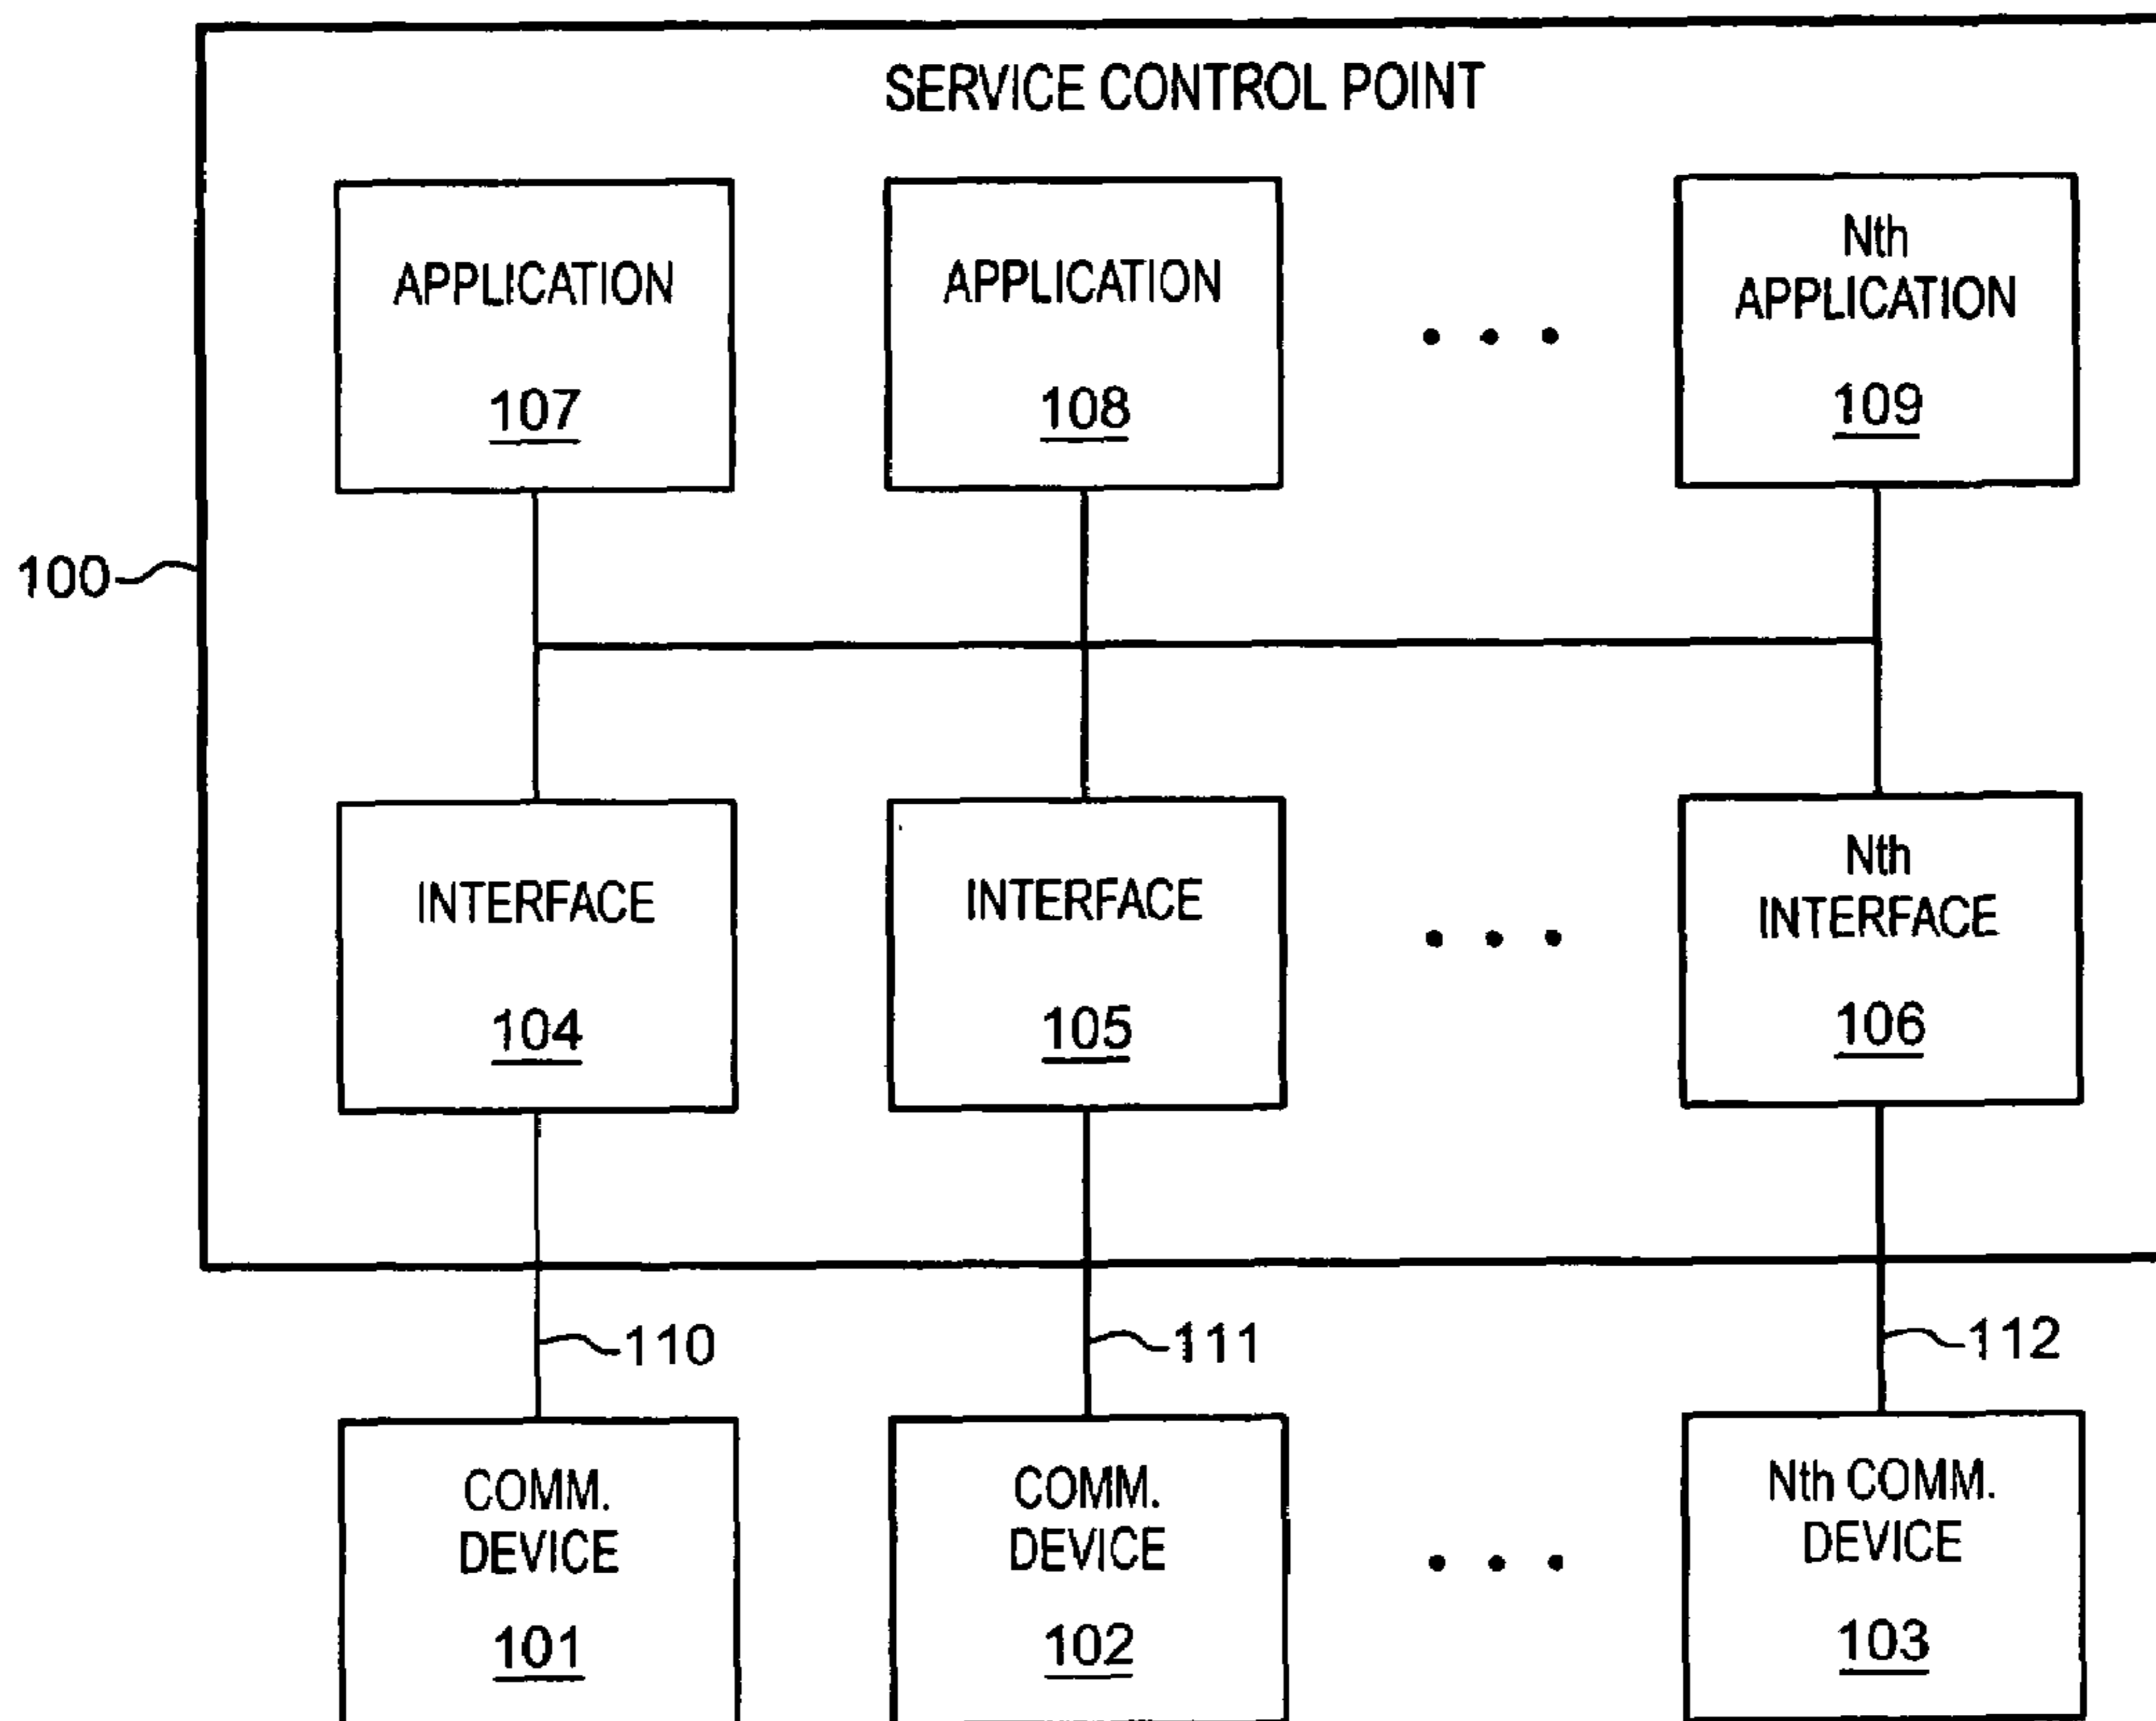 SERVICE CONTROL POINT
APPLICATION
107
APPLICATION
108
Nth
APPLICATION
109
100
INTERFACE
104
INTERFACE
105
Nth
INTERFACE
106
110
111
112
COMM.
DEVICE
101
COMM.
DEVICE
102
Nth COMM.
DEVICE
103